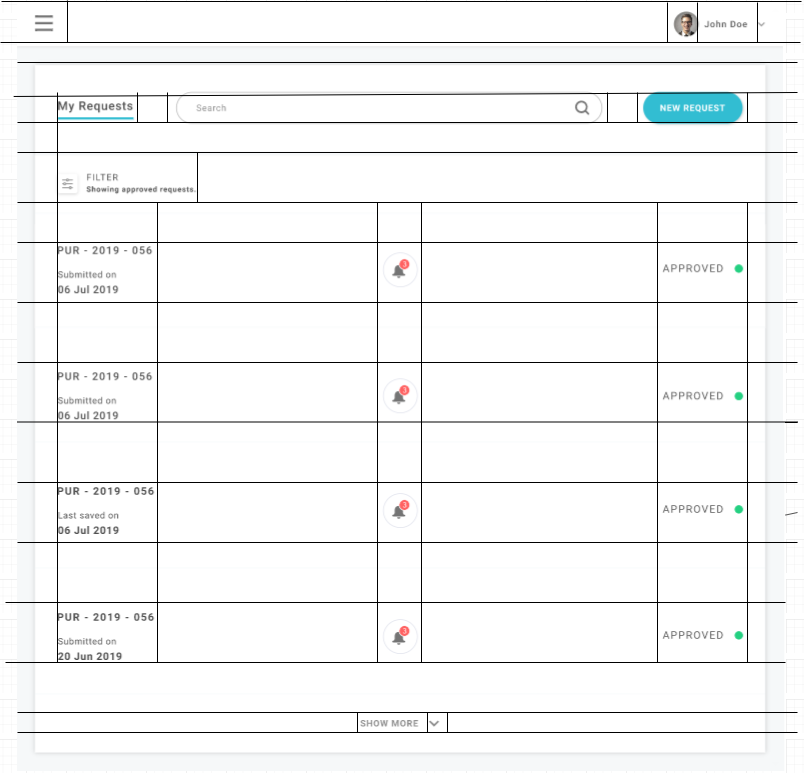 John Doe
My Requests
Search
NEW REQUEST
FILTER
Showing approved requests.
PUR - 2019 - 056
Submitted on
06 Jul 2019
3
APPROVED
PUR - 2019 - 056
Submitted on
06 Jul 2019
3
APPROVED
PUR - 2019 - 056
Last saved on
06 Jul 2019
3
APPROVED
PUR - 2019 - 056
Submitted on
20 Jun 2019
3
APPROVED
SHOW MORE